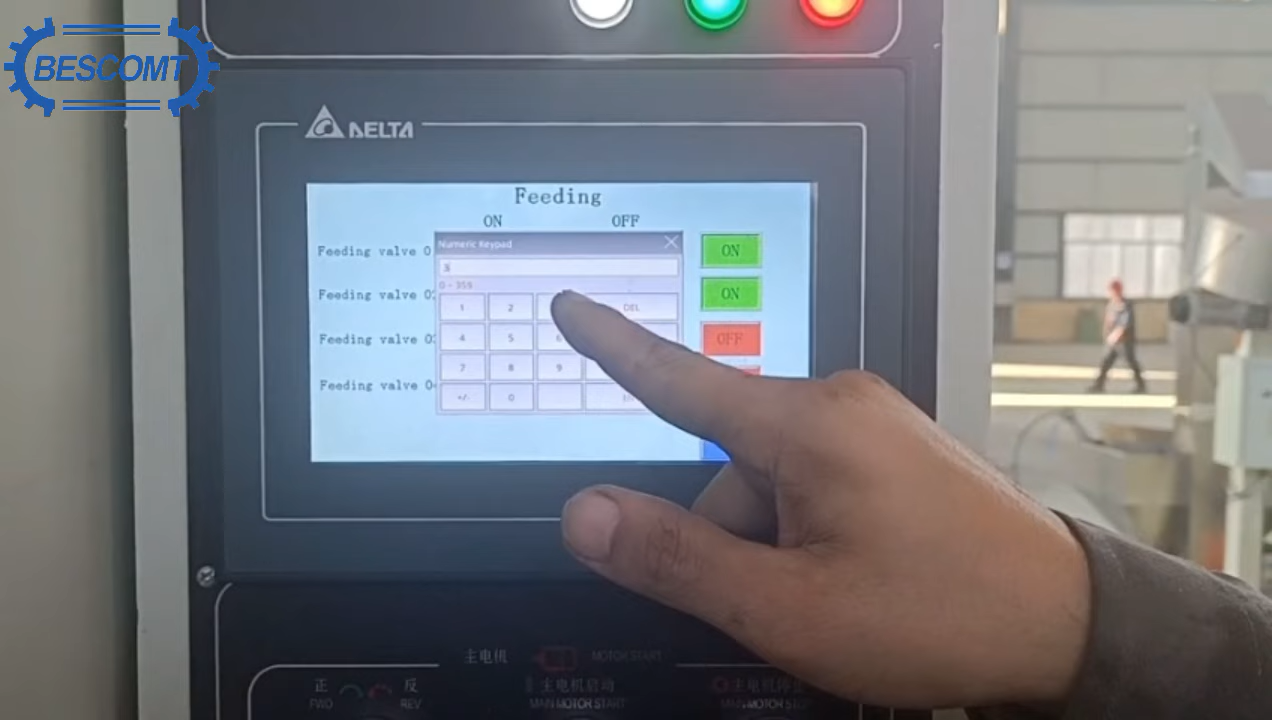 BESCOMT
DELTA
Feeding
ON OFF
Feeding valve 0
ON
Feeding valve 0
ON
Feeding valve 0
OFF
Feeding valve 0
Numeric Keypad
3
0 - 359
1 2 DEL
4 5 6
7 8 9
+/- 0
主电机 MOTOR START
正 反 主电机启动 主电机停止
FWD REV MAIN MOTOR START MAIN MOTOR STOP